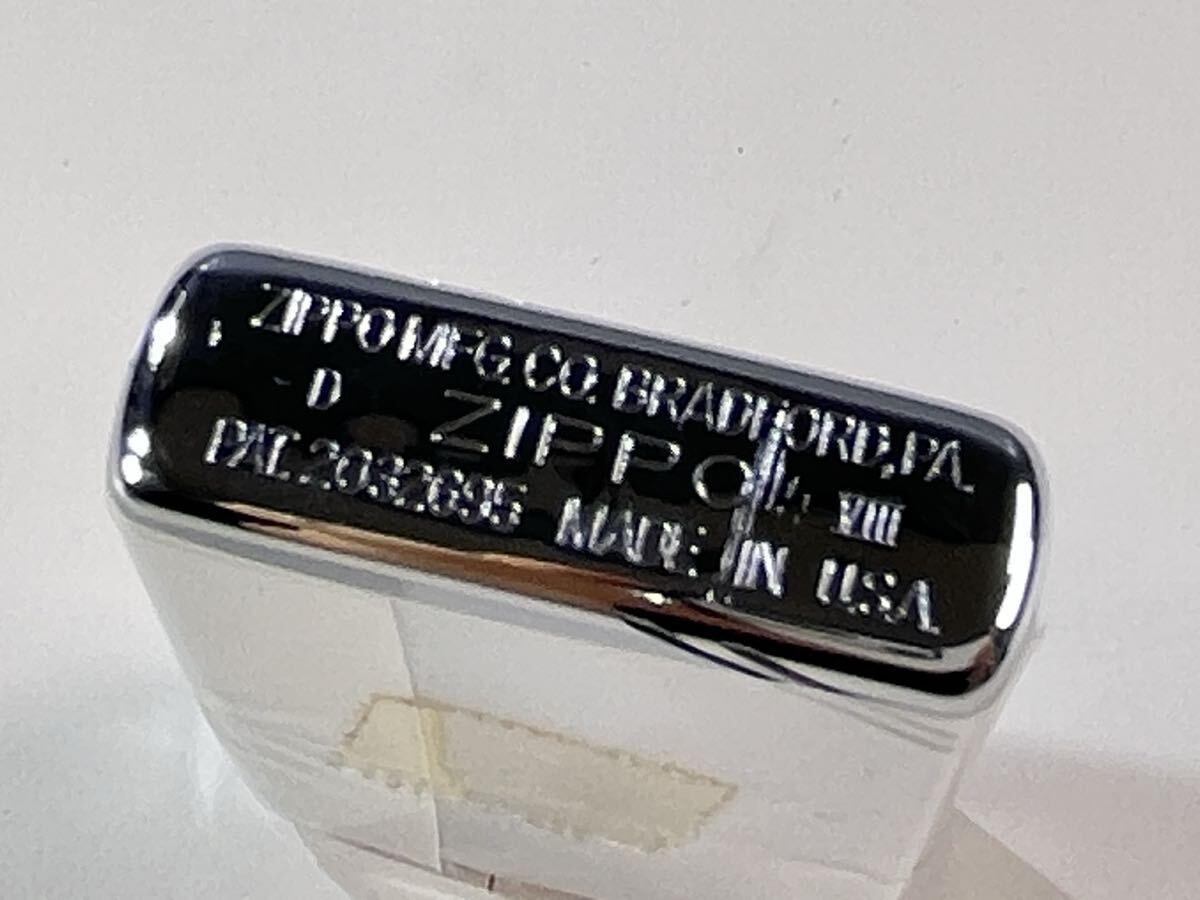 ZIPPO MFG. CO. BRADFORD, PA.
D ZIPPO VIII
PAT. 2032695 MADE IN U.S.A.